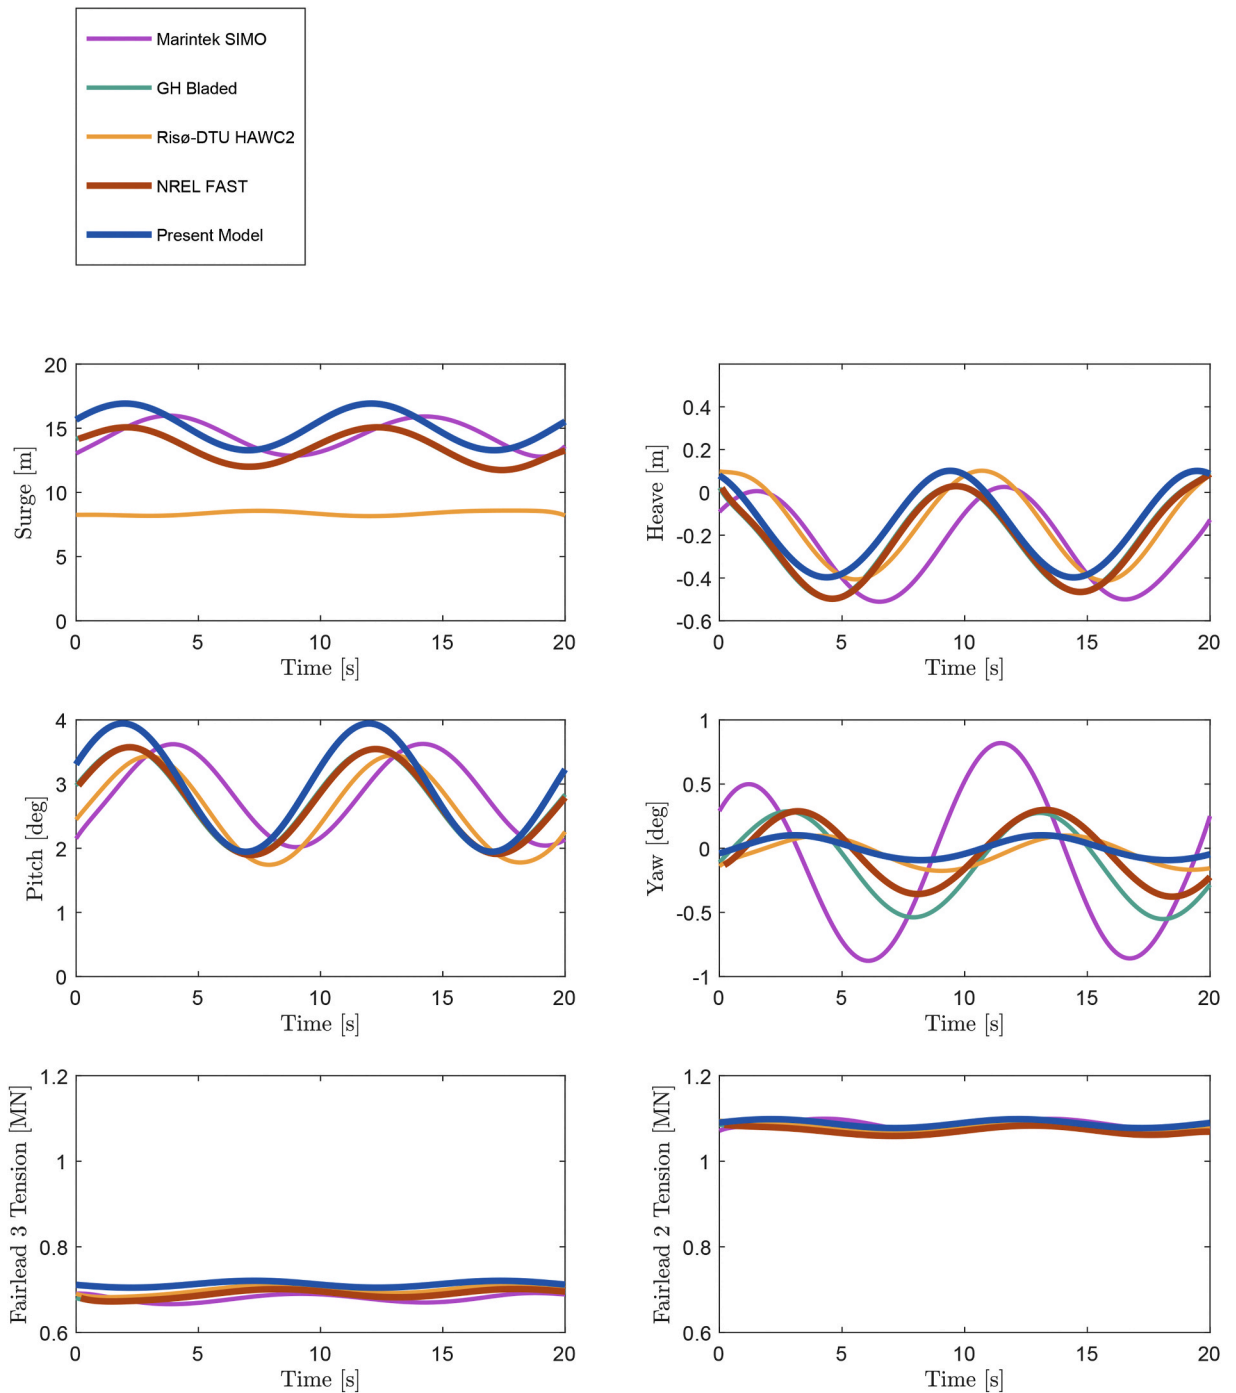 Marintek SIMO
GH Bladed
Risø-DTU HAWC2
NREL FAST
Present Model
20
15
10
5
0
Surge [m]
0 5 10 15 20
Time [s]
0.4
0.2
0
-0.2
-0.4
-0.6
Heave [m]
0 5 10 15 20
Time [s]
4
3
2
1
0
Pitch [deg]
0 5 10 15 20
Time [s]
1
0.5
0
-0.5
-1
Yaw [deg]
0 5 10 15 20
Time [s]
1.2
1
0.8
0.6
Fairlead 3 Tension [MN]
0 5 10 15 20
Time [s]
1.2
1
0.8
0.6
Fairlead 2 Tension [MN]
0 5 10 15 20
Time [s]